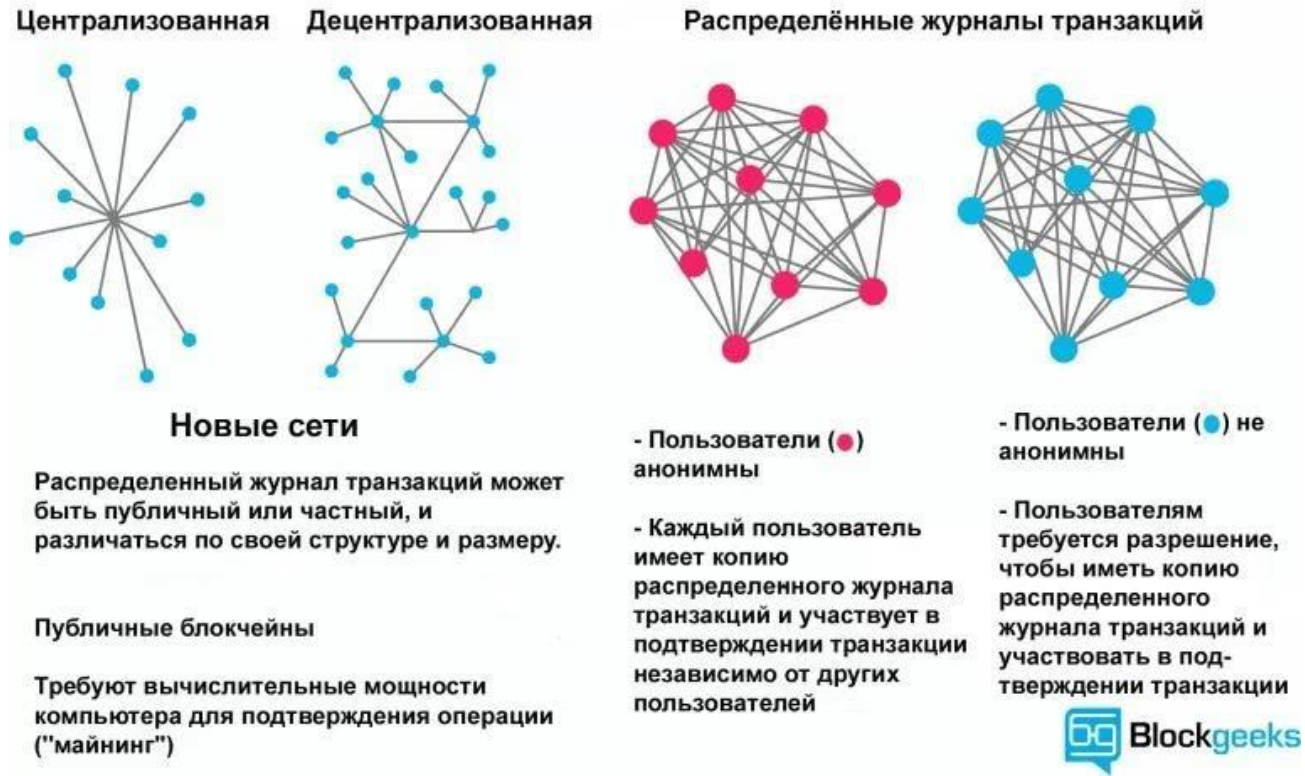 Централизованная
Децентрализованная
Распределённые журналы транзакций
Новые сети
Распределенный журнал транзакций может
быть публичный или частный, и
различаться по своей структуре и размеру.
Публичные блокчейны
Требуют вычислительные мощности
компьютера для подтверждения операции
("майнинг")
- Пользователи ( )
анонимны
- Каждый пользователь
имеет копию
распределенного журнала
транзакций и участвует в
подтверждении транзакции
независимо от других
пользователей
- Пользователи ( ) не
анонимны
- Пользователям
требуется разрешение,
чтобы иметь копию
распределенного
журнала транзакций и
участвовать в под-
тверждении транзакции
Blockgeeks